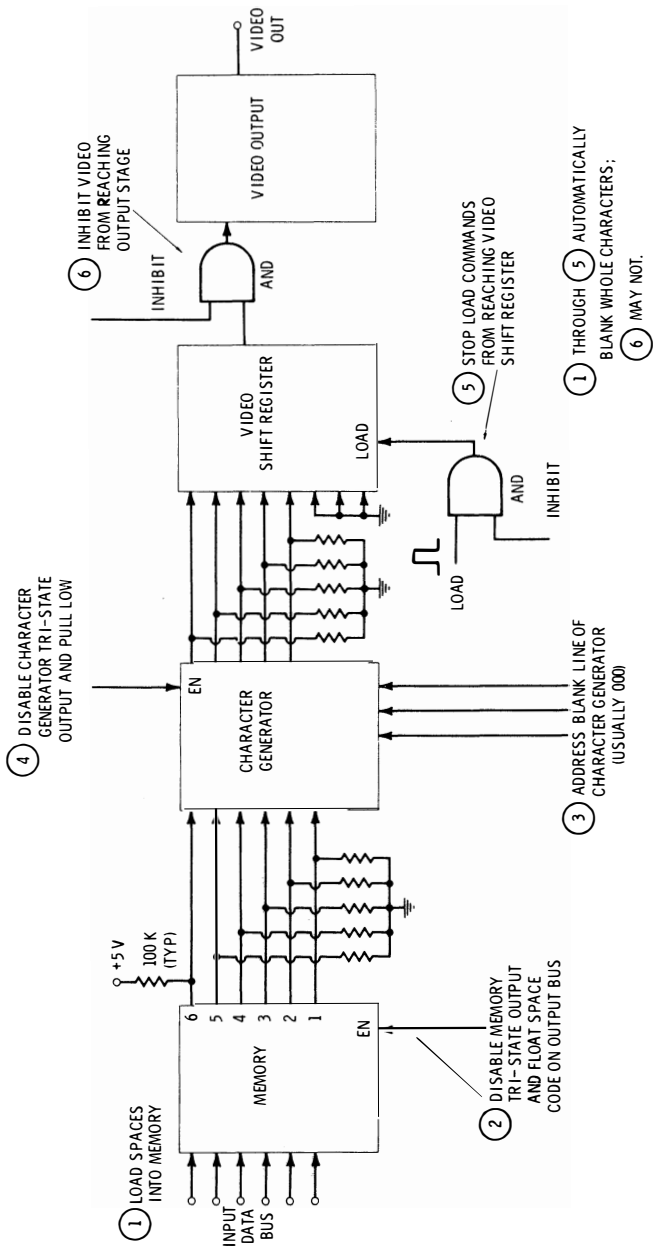 1 LOAD SPACES
INTO MEMORY
INPUT
DATA
BUS
MEMORY
6
5
4
3
2
1
EN
2 DISABLE MEMORY
TRI-STATE OUTPUT
AND FLOAT SPACE
CODE ON OUTPUT BUS
+5 V
100 K
(TYP)
CHARACTER
GENERATOR
EN
3 ADDRESS BLANK LINE OF
CHARACTER GENERATOR
(USUALLY 000)
4 DISABLE CHARACTER
GENERATOR TRI-STATE
OUTPUT AND PULL LOW
VIDEO
SHIFT REGISTER
LOAD
LOAD
AND
INHIBIT
5 STOP LOAD COMMANDS
FROM REACHING VIDEO
SHIFT REGISTER
INHIBIT
AND
6 INHIBIT VIDEO
FROM REACHING
OUTPUT STAGE
VIDEO OUTPUT
VIDEO
OUT
1 THROUGH 5 AUTOMATICALLY
BLANK WHOLE CHARACTERS;
6 MAY NOT.